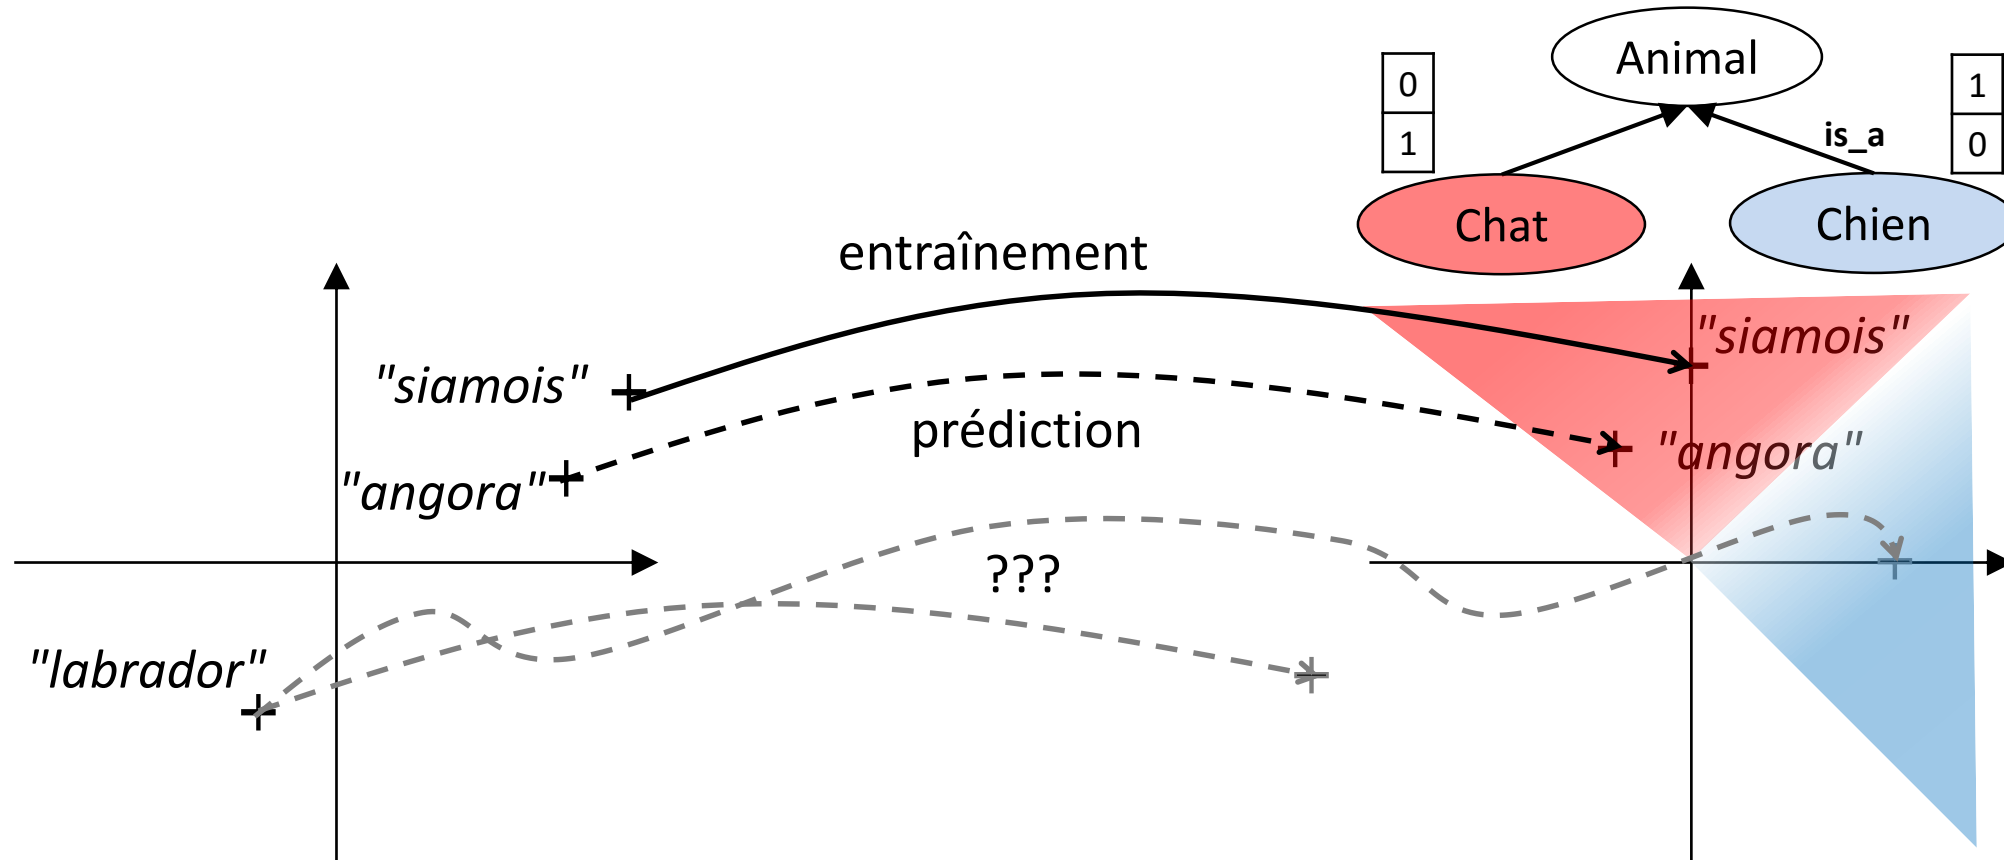 Animal
0
1
1
0
is_a
Chat
Chien
entraînement
"siamois"
"siamois"
prédiction
"angora"
"angora"
???
"labrador"